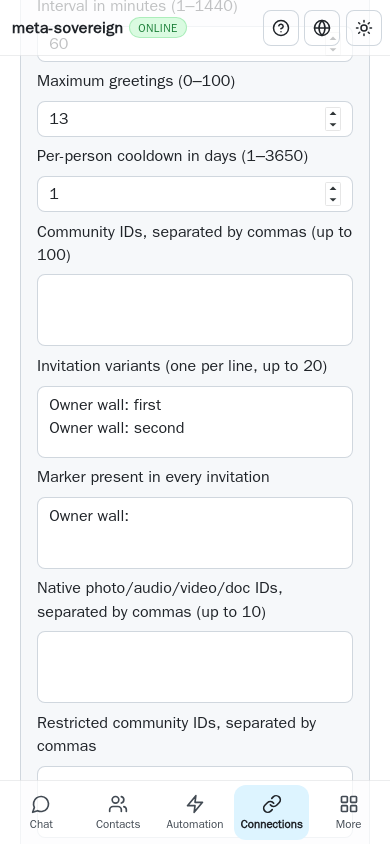 Interval in minutes (1–1440)
meta-sovereign
ONLINE
60
Maximum greetings (0–100)
13
Per-person cooldown in days (1–3650)
1
Community IDs, separated by commas (up to
100)
Invitation variants (one per line, up to 20)
Owner wall: first
Owner wall: second
Marker present in every invitation
Owner wall:
Native photo/audio/video/doc IDs,
separated by commas (up to 10)
Restricted community IDs, separated by
commas
Chat
Contacts
Automation
Connections
More